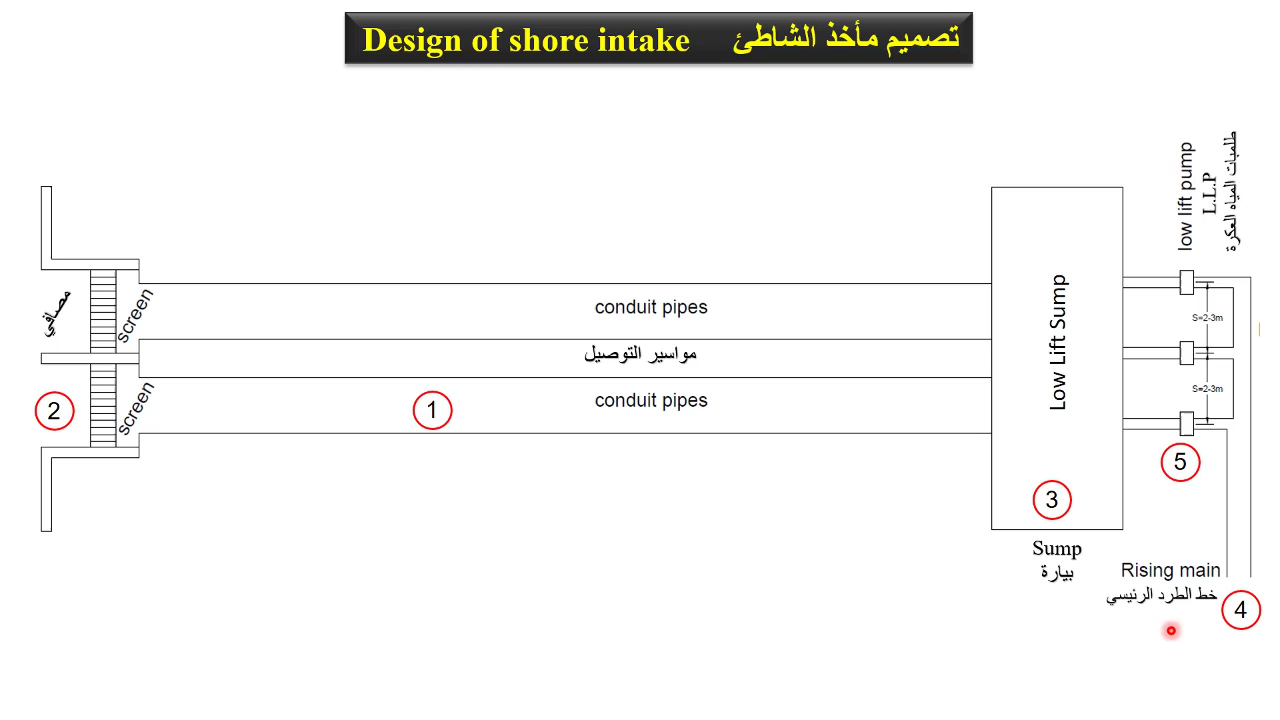 Design of shore intake تصميم مأخذ الشاطئ
low lift pump
L.L.P
طلمبات المياه العكرة
مصافي
screen
conduit pipes
مواسير التوصيل
conduit pipes
screen
2
1
Low Lift Sump
S=2-3m
S=2-3m
5
3
Sump
بيارة
Rising main
خط الطرد الرئيسي
4